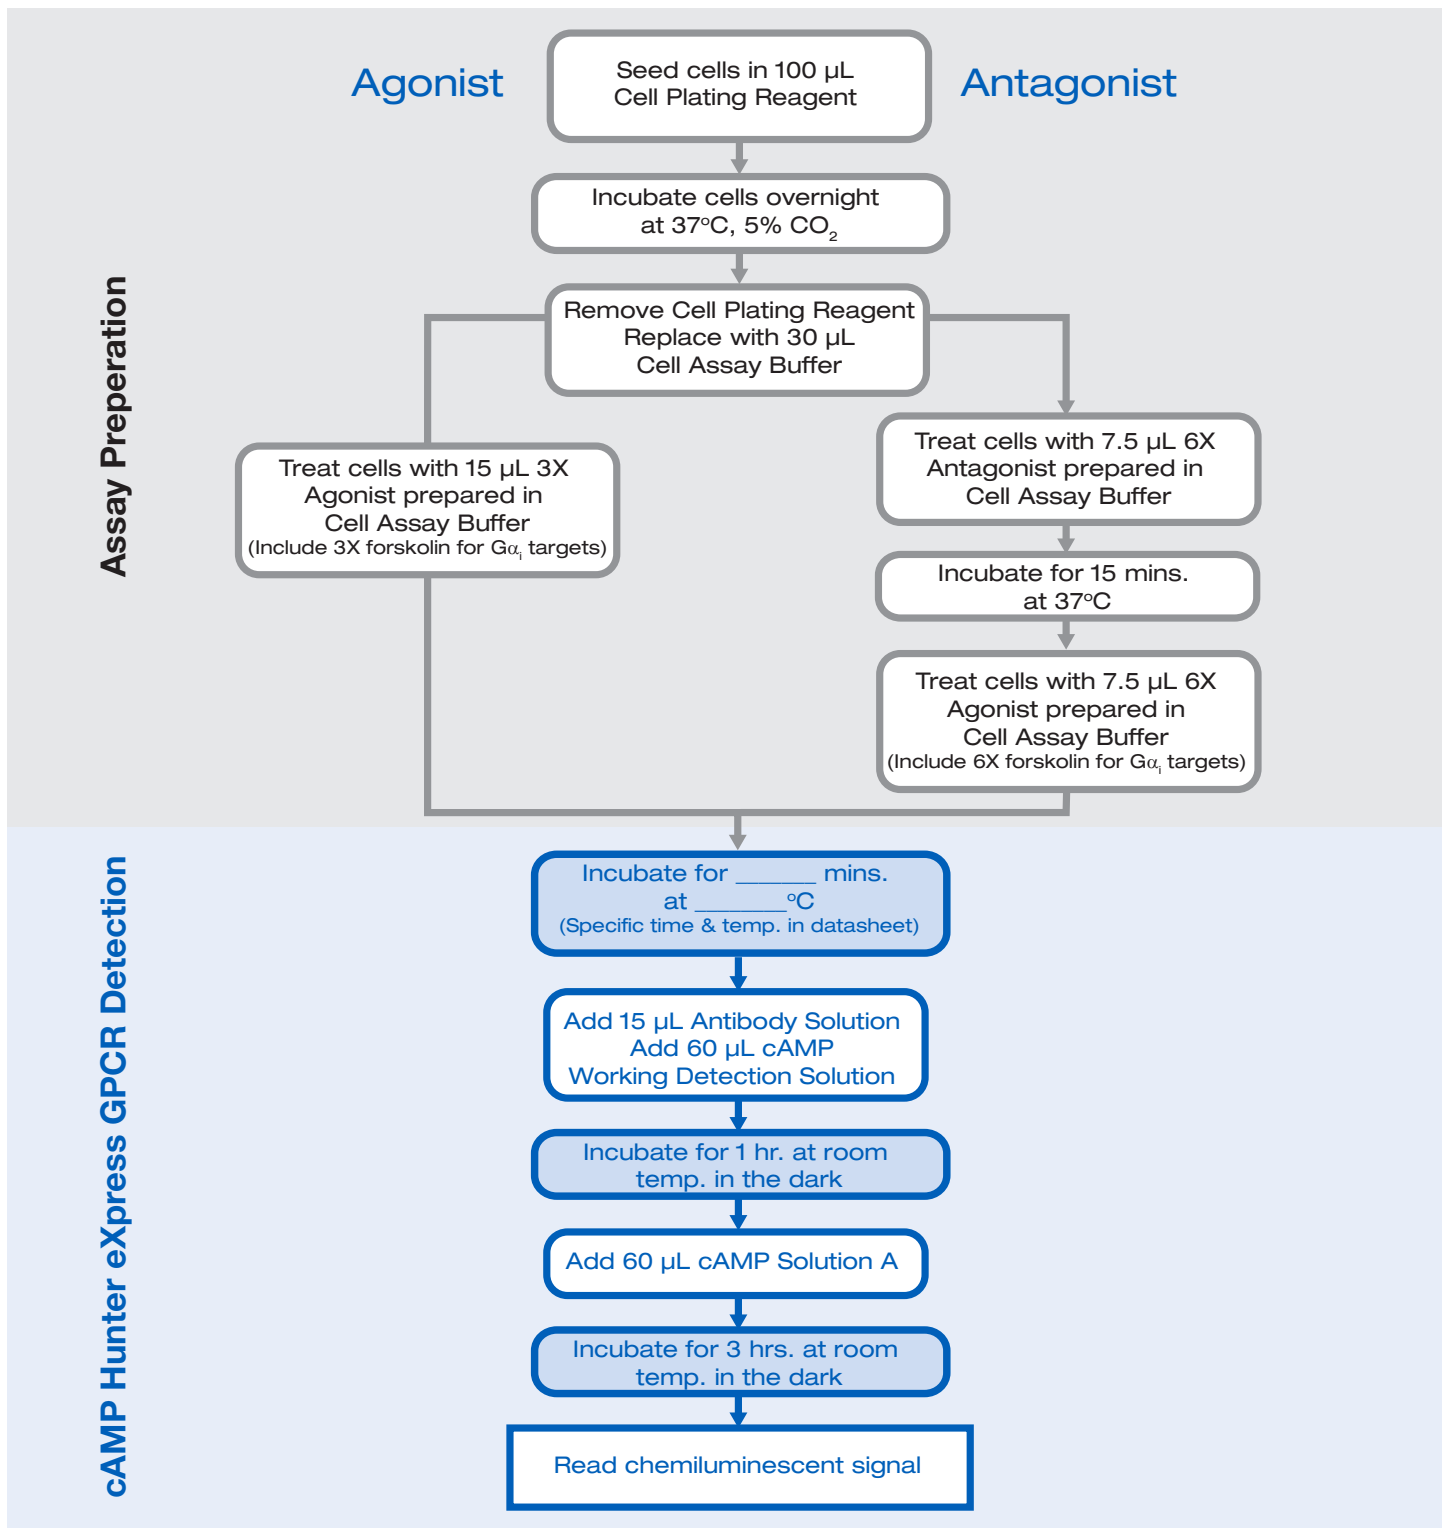 Agonist
Antagonist
Seed cells in 100 µL
Cell Plating Reagent
Incubate cells overnight
at 37°C, 5% CO₂
Remove Cell Plating Reagent
Replace with 30 µL
Cell Assay Buffer
Assay Preperation
Treat cells with 15 µL 3X
Agonist prepared in
Cell Assay Buffer
(Include 3X forskolin for Gαᵢ targets)
Treat cells with 7.5 µL 6X
Antagonist prepared in
Cell Assay Buffer
Incubate for 15 mins.
at 37°C
Treat cells with 7.5 µL 6X
Agonist prepared in
Cell Assay Buffer
(Include 6X forskolin for Gαᵢ targets)
cAMP Hunter eXpress GPCR Detection
Incubate for _______ mins.
at ________°C
(Specific time & temp. in datasheet)
Add 15 µL Antibody Solution
Add 60 µL cAMP
Working Detection Solution
Incubate for 1 hr. at room
temp. in the dark
Add 60 µL cAMP Solution A
Incubate for 3 hrs. at room
temp. in the dark
Read chemiluminescent signal